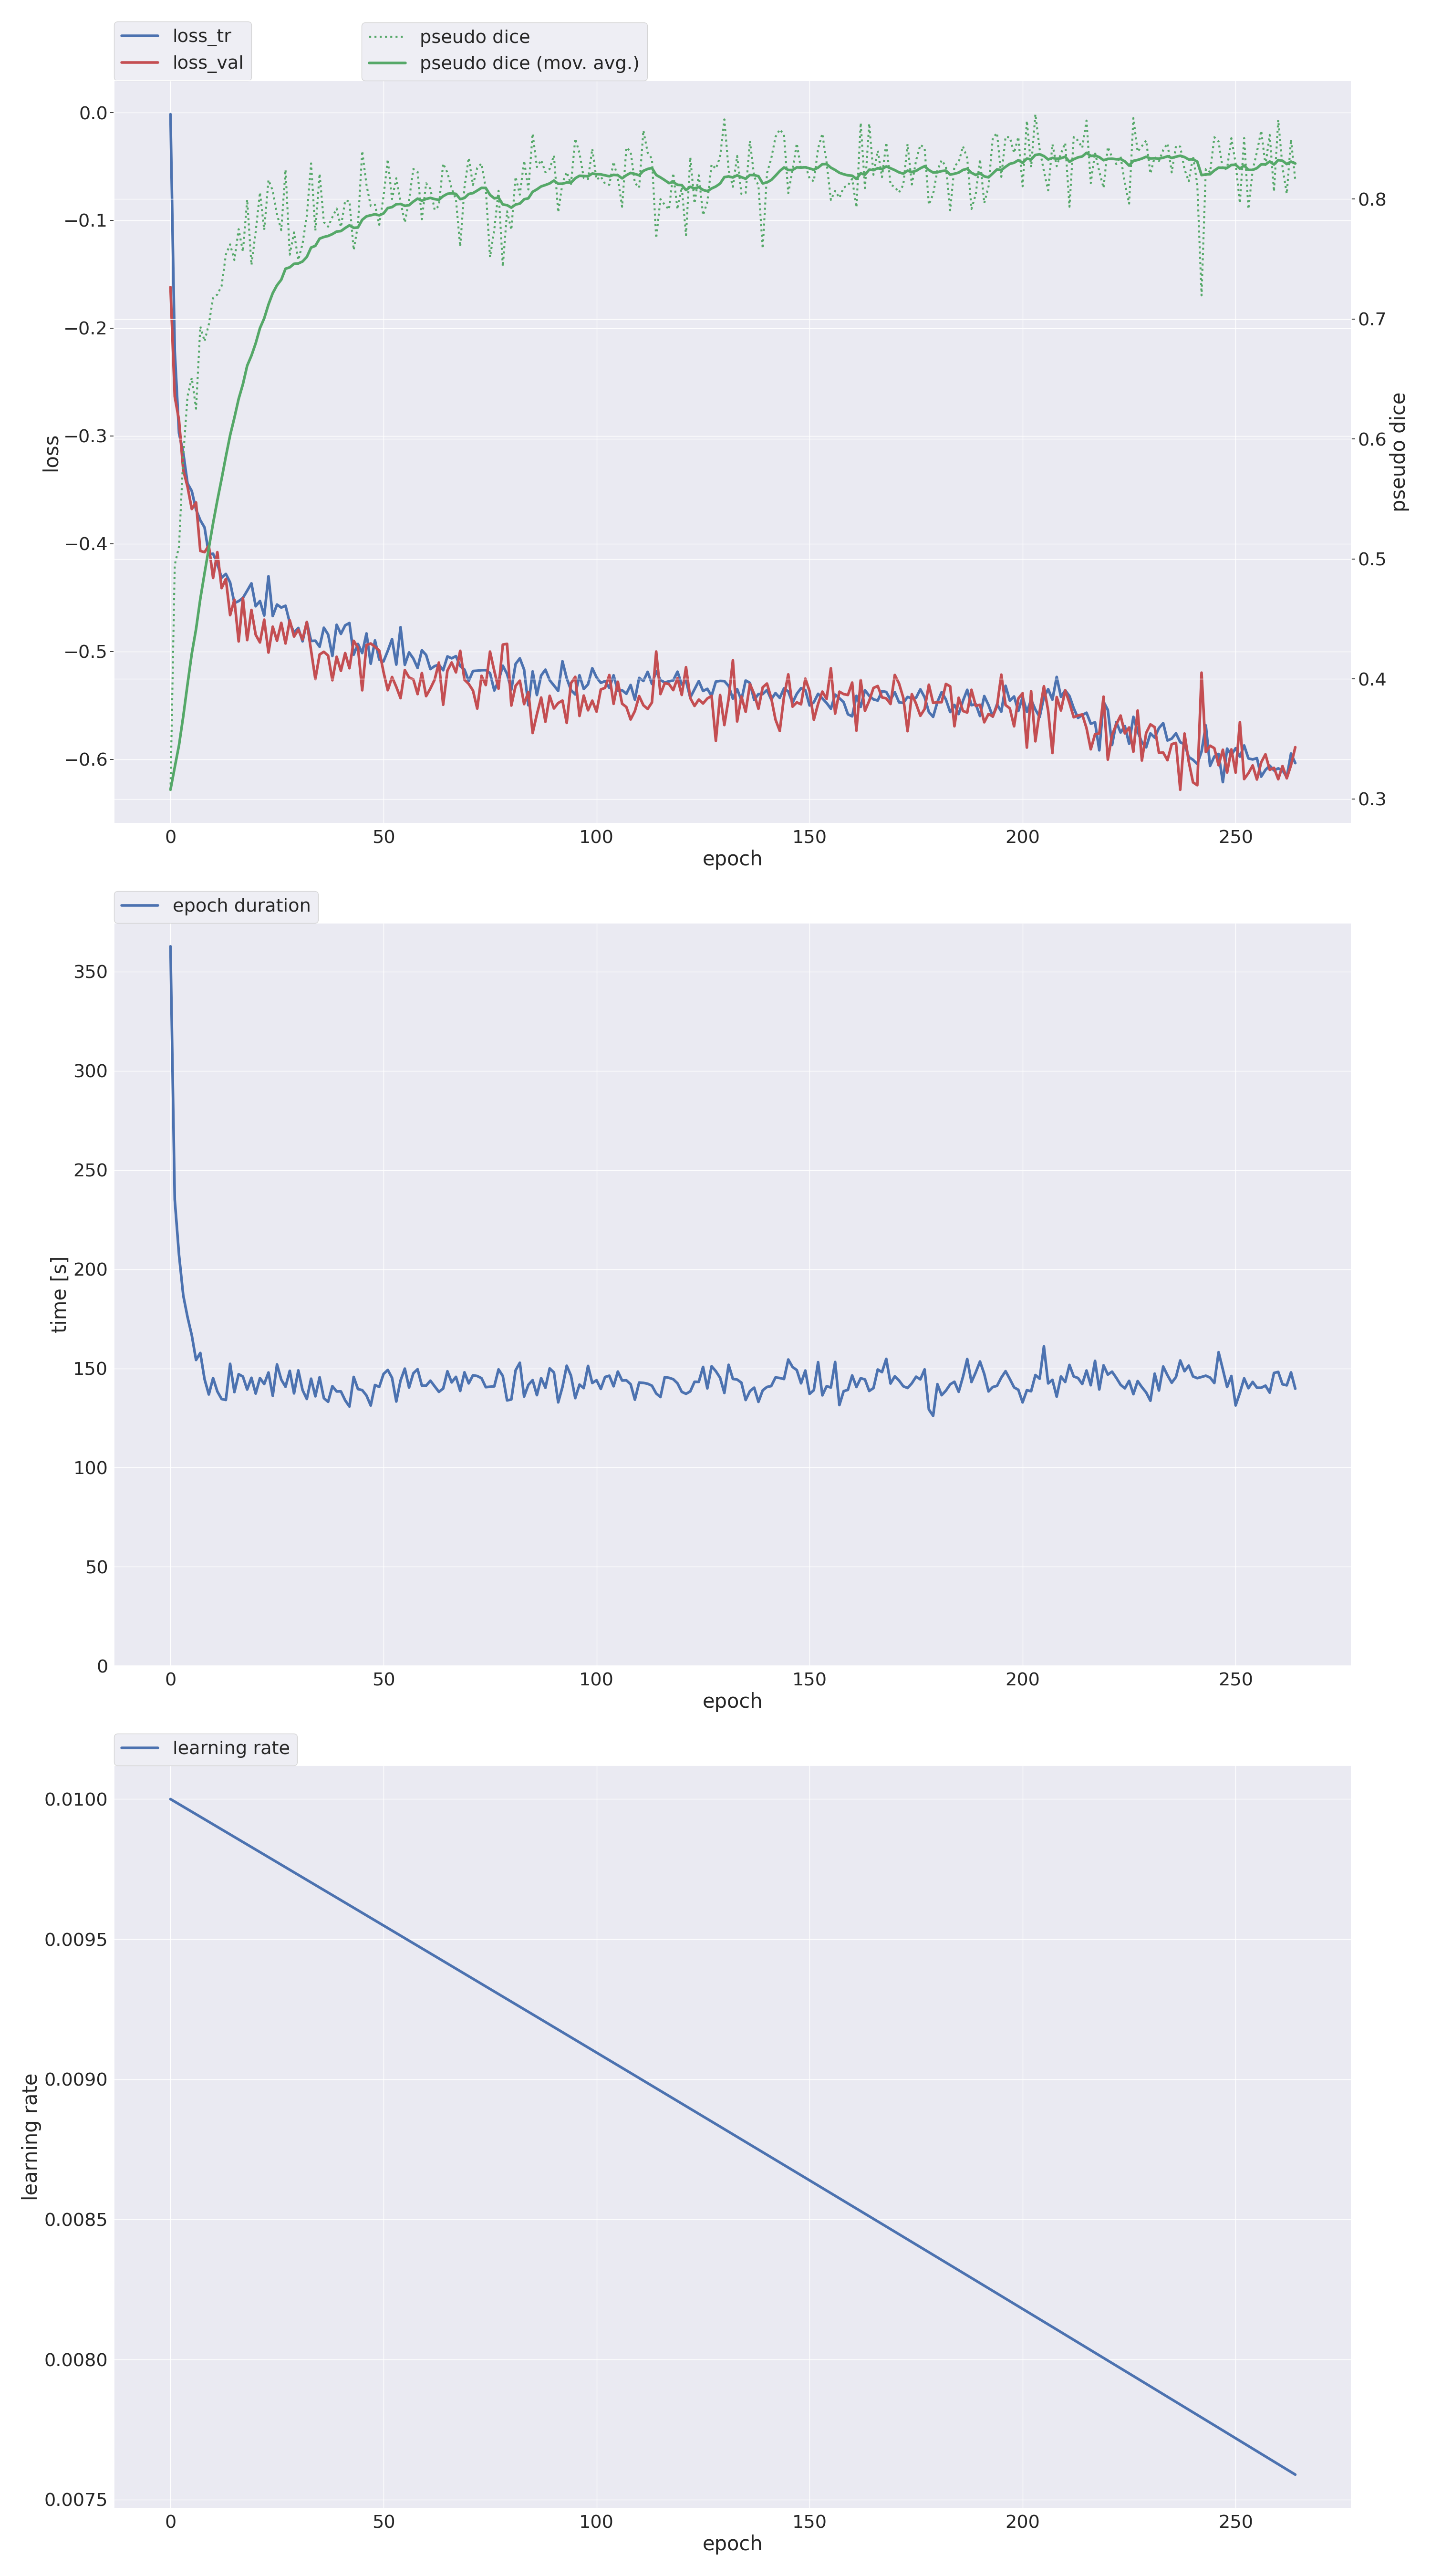 loss_tr
loss_val
pseudo dice
pseudo dice (mov. avg.)
0.0
−0.1
−0.2
−0.3
−0.4
−0.5
−0.6
loss
0.8
0.7
0.6
0.5
0.4
0.3
pseudo dice
0 50 100 150 200 250
epoch
epoch duration
350
300
250
200
150
100
50
0
time [s]
0 50 100 150 200 250
epoch
learning rate
0.0100
0.0095
0.0090
0.0085
0.0080
0.0075
learning rate
0 50 100 150 200 250
epoch